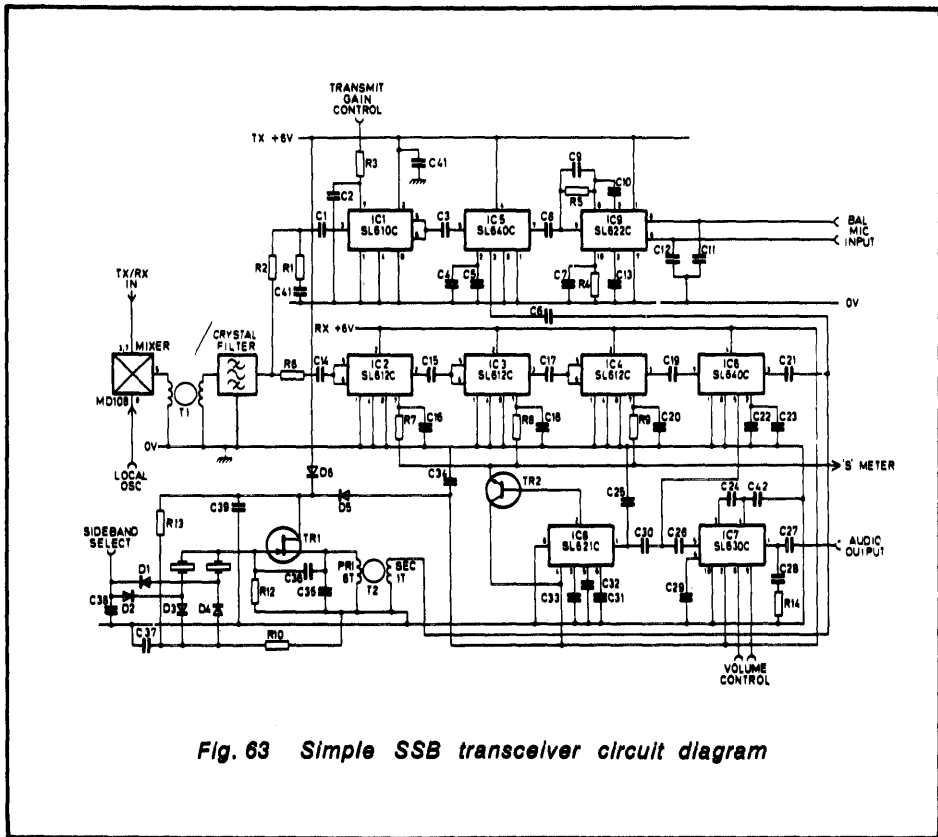 TRANSMIT
GAIN
CONTROL
TX +6V
R3
C41
C2
C9
R5
C10
C1
IC1
SL610C
C3
IC5
SL640C
C8
IC9
SL622C
BAL
MIC
INPUT
R2
R1
C41
C4
C5
C7
R4
C13
C12
C11
0V
TX/RX
IN
C6
RX +6V
CRYSTAL
FILTER
MIXER
MD108
T1
R6
C14
IC2
SL612C
C15
IC3
SL612C
C17
IC4
SL612C
C19
IC6
SL640C
C21
R7
C16
R8
C18
R9
C20
C22
C23
0V
LOCAL
OSC
'S' METER
D6
C34
TR2
C25
C24
C42
R13
C39
D5
SIDEBAND
SELECT
TR1
IC8
SL621C
C30
C26
IC7
SL630C
C27
AUDIO
OUTPUT
D1
D2
C38
D3
D4
R12
C36
C35
PRI
6T
T2
SEC
1T
C33
C32
C31
C29
C28
R14
C37
R10
VOLUME
CONTROL
Fig. 63 Simple SSB transceiver circuit diagram